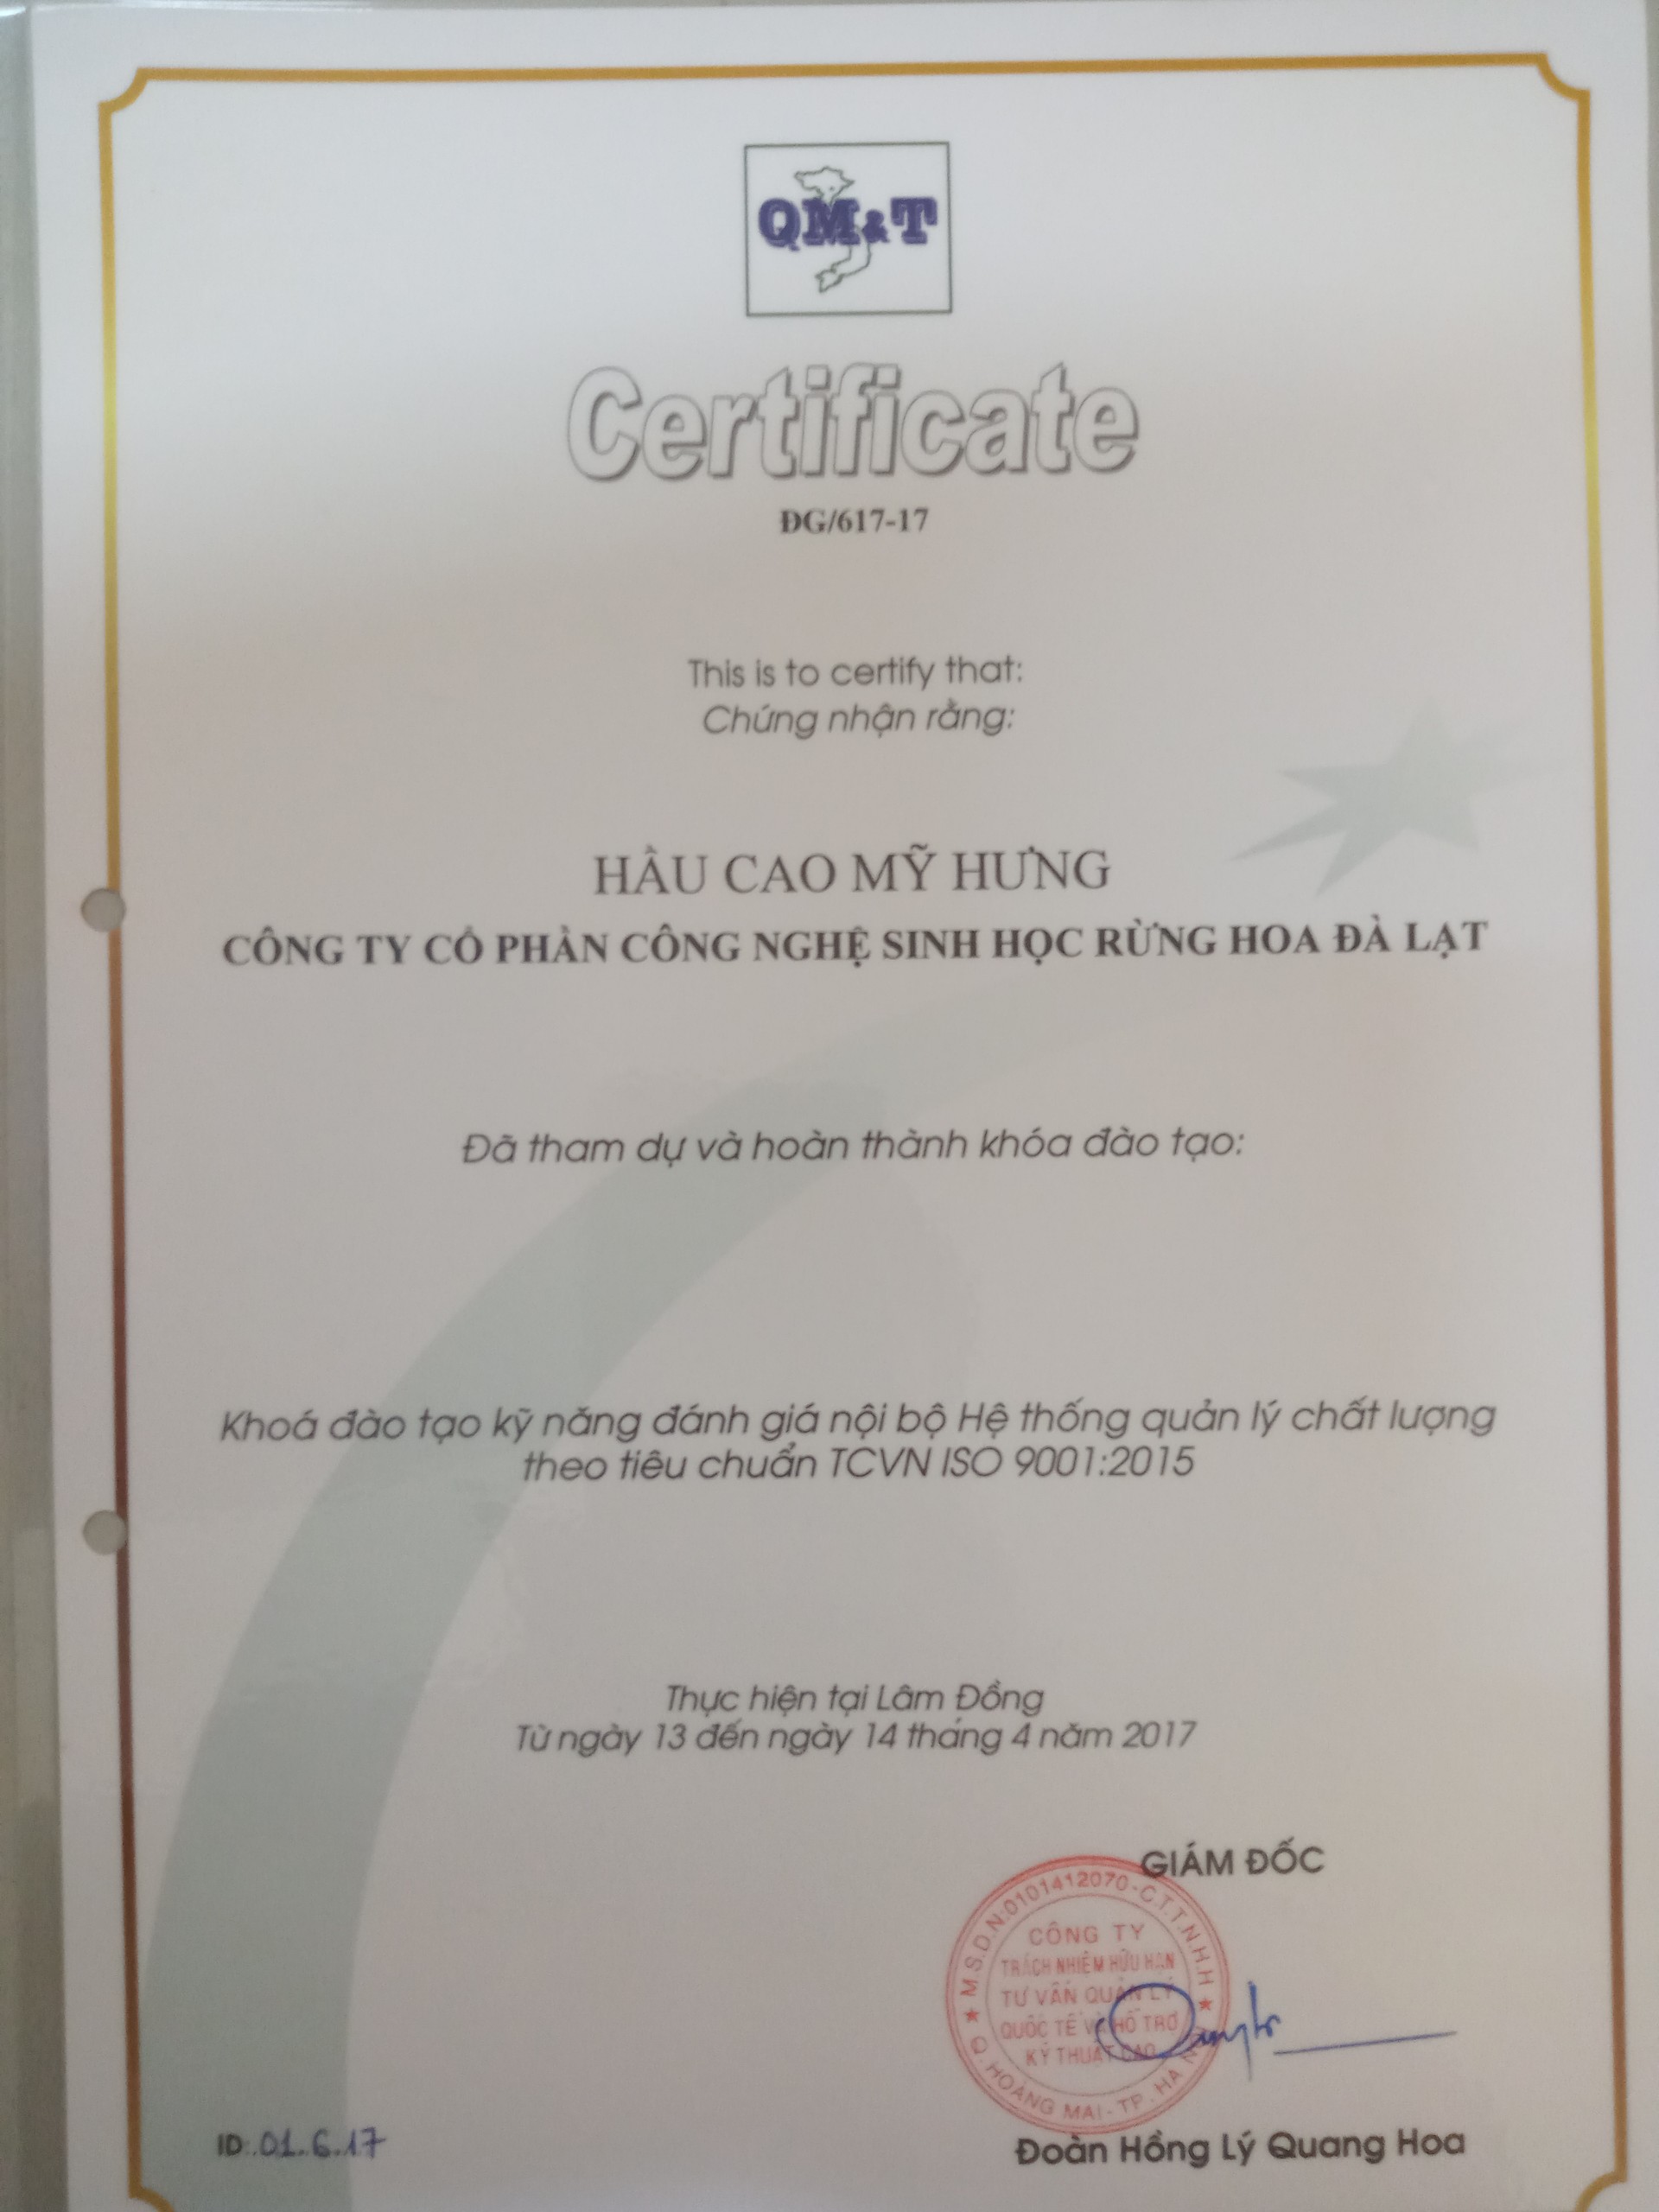 QM&T
Certificate
ĐG/617-17
This is to certify that:
Chứng nhận rằng:
HẦU CAO MỸ HƯNG
CÔNG TY CỔ PHẦN CÔNG NGHỆ SINH HỌC RỪNG HOA ĐÀ LẠT
Đã tham dự và hoàn thành khóa đào tạo:
Khoá đào tạo kỹ năng đánh giá nội bộ Hệ thống quản lý chất lượng
theo tiêu chuẩn TCVN ISO 9001:2015
Thực hiện tại Lâm Đồng
Từ ngày 13 đến ngày 14 tháng 4 năm 2017
GIÁM ĐỐC
M.S.D.N:0101412070-C.T.T.N.H.H
CÔNG TY
TRÁCH NHIỆM HỮU HẠN
TƯ VẤN QUẢN LÝ
QUỐC TẾ VÀ HỖ TRỢ
KỸ THUẬT CAO
Q. HOÀNG MAI-TP. HÀ NỘI
Đoàn Hồng Lý Quang Hoa
ID:.01.6.17